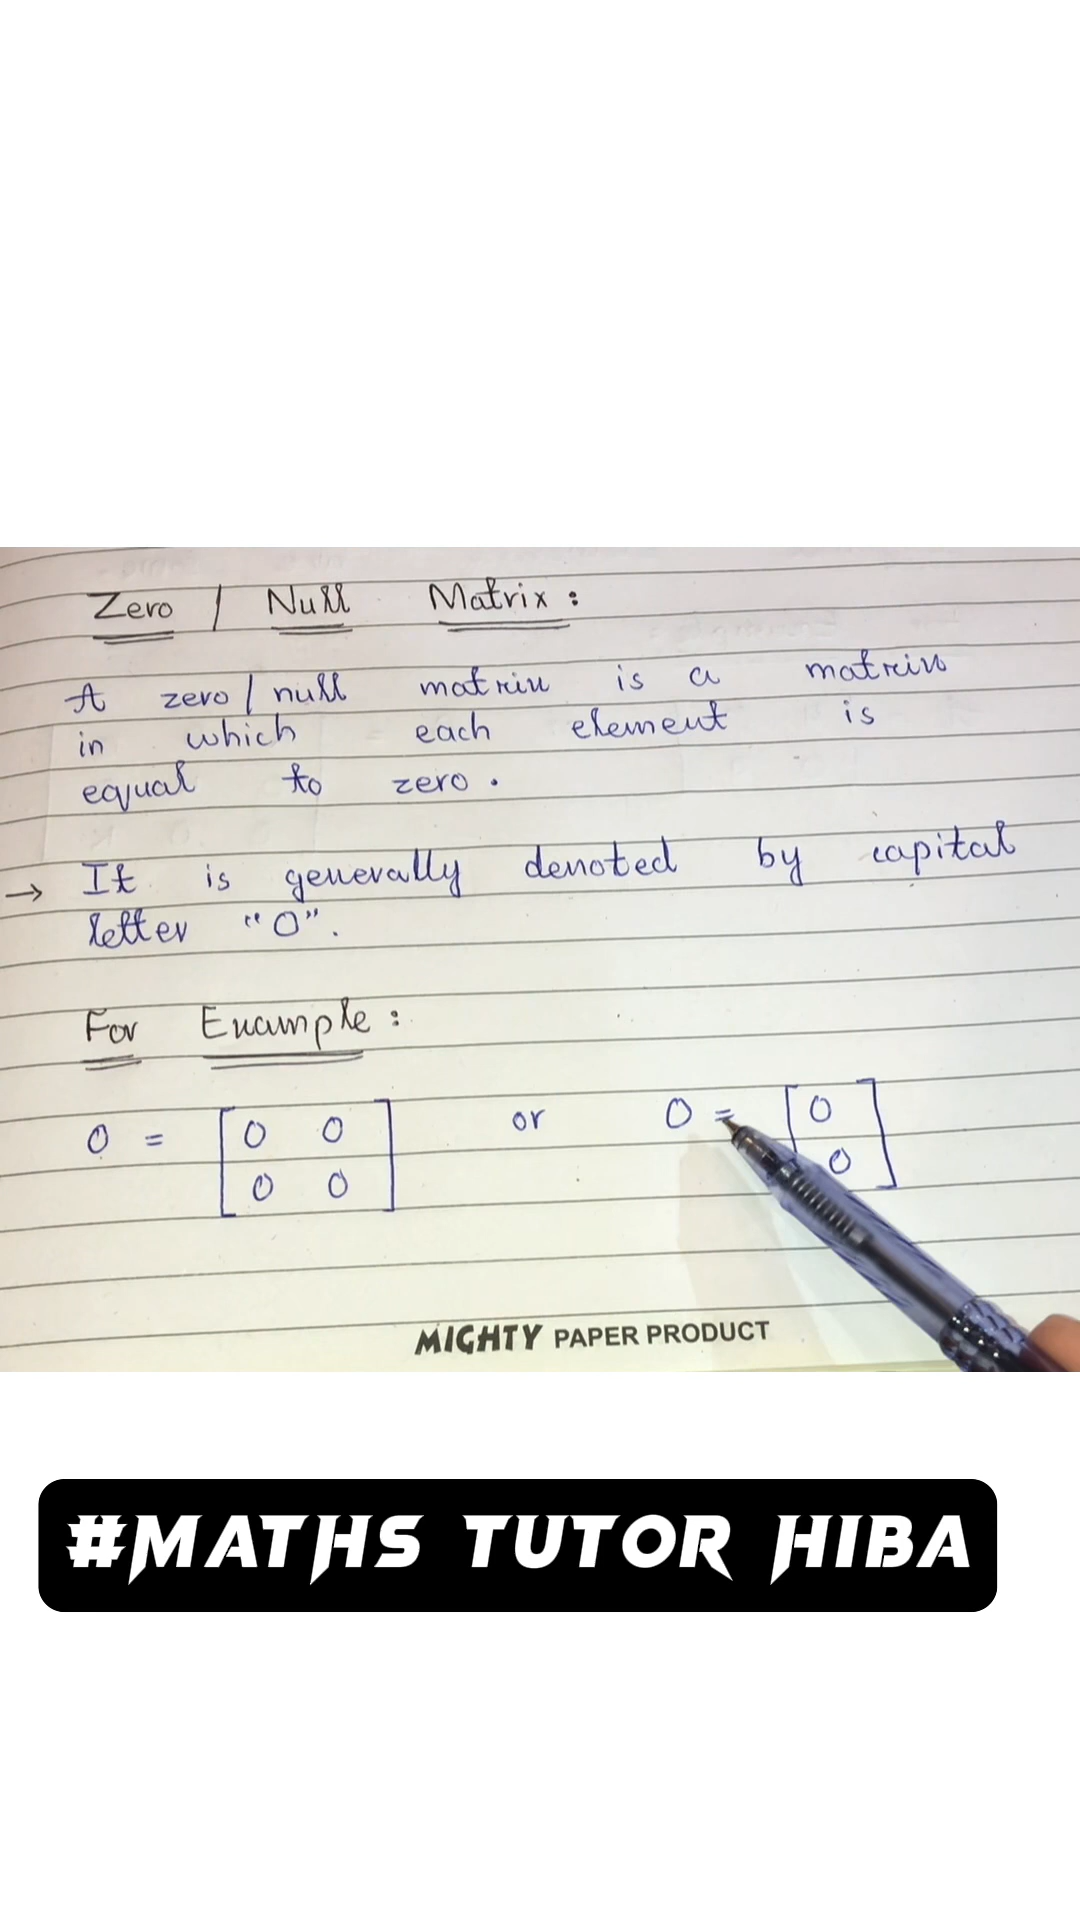 Zero / Null Matrix :
A zero / null matrix is a matrix
in which each element is
equal to zero .
→ It is generally denoted by capital
letter "O".
For Example :
0 = [ 0 0 or 0 = [ 0
0 0 ] 0 ]
MIGHTY PAPER PRODUCT
#MATHS TUTOR HIBA